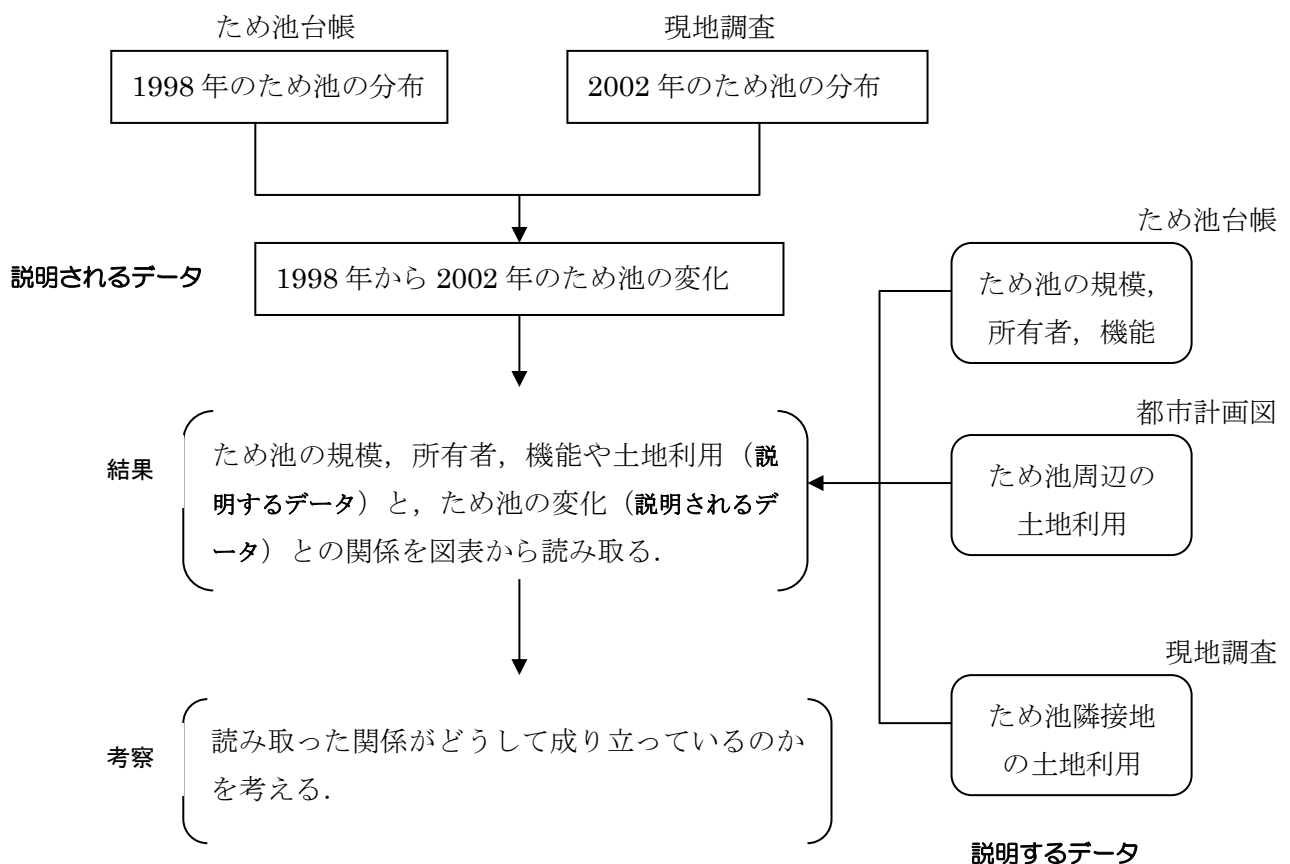 ため池台帳
現地調査
1998 年のため池の分布
2002 年のため池の分布
説明されるデータ
1998 年から 2002 年のため池の変化
ため池台帳
ため池の規模，
所有者，機能
都市計画図
ため池周辺の
土地利用
結果
ため池の規模，所有者，機能や土地利用（説
明するデータ）と，ため池の変化（説明されるデ
ータ）との関係を図表から読み取る．
現地調査
ため池隣接地
の土地利用
考察
読み取った関係がどうして成り立っているのか
を考える．
説明するデータ